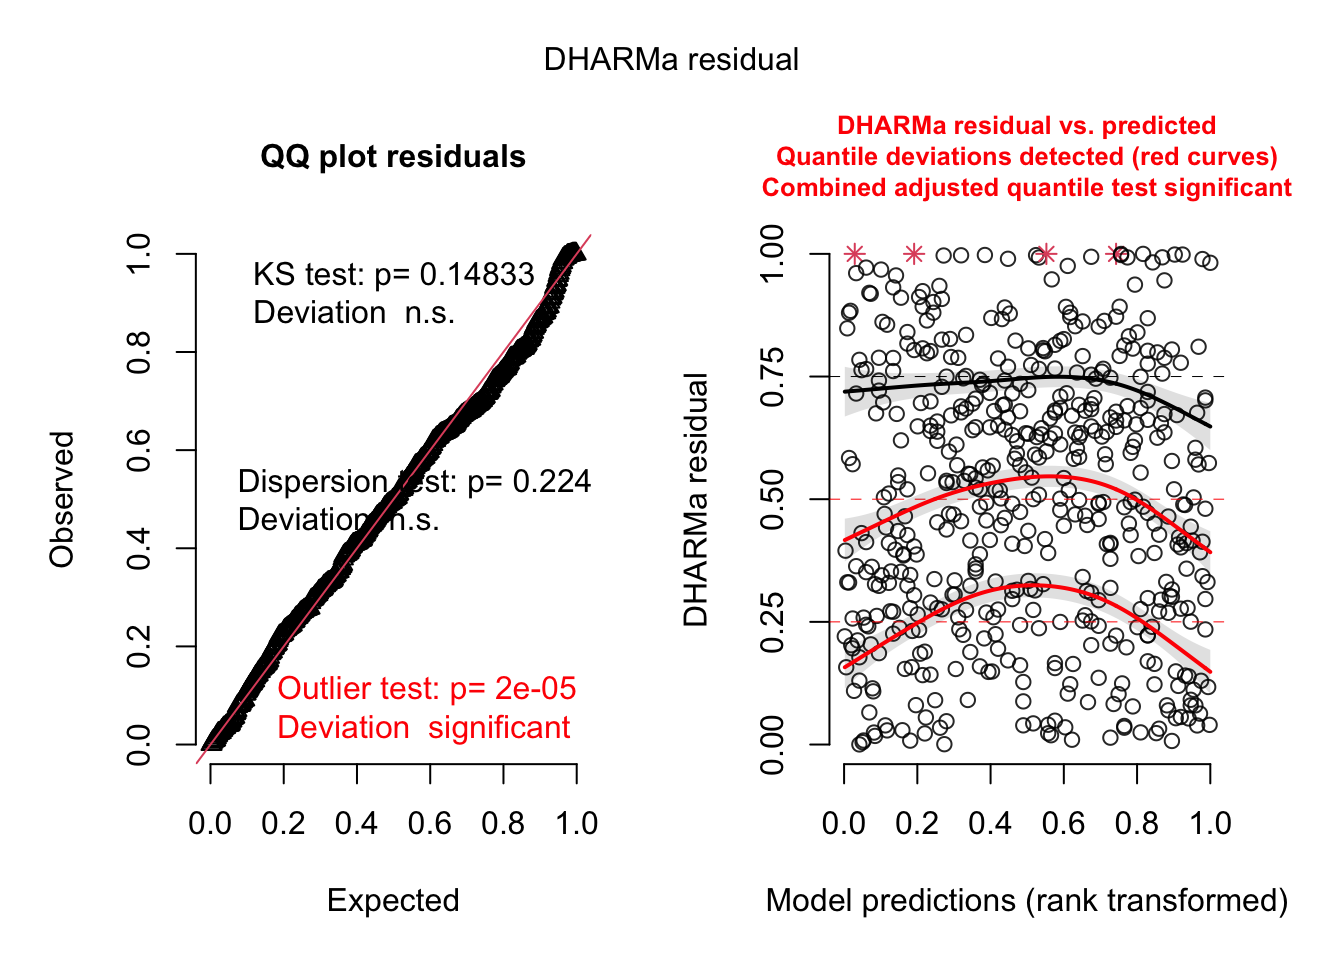 DHARMa residual
QQ plot residuals
KS test: p= 0.14833
Deviation  n.s.
Dispersion test: p= 0.224
Deviation n.s.
Outlier test: p= 2e-05
Deviation  significant
Observed
0.0 0.2 0.4 0.6 0.8 1.0
0.0 0.2 0.4 0.6 0.8 1.0
Expected
DHARMa residual vs. predicted
Quantile deviations detected (red curves)
Combined adjusted quantile test significant
DHARMa residual
0.00 0.25 0.50 0.75 1.00
0.0 0.2 0.4 0.6 0.8 1.0
Model predictions (rank transformed)